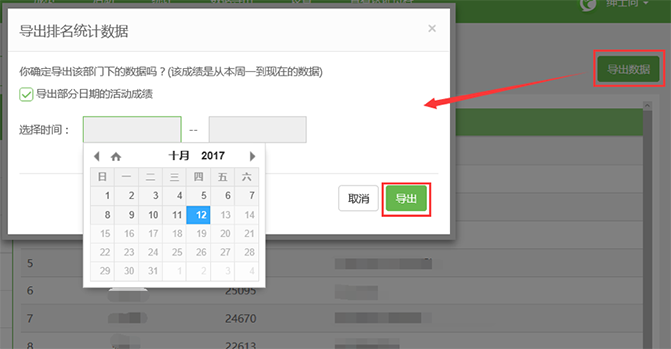 导出排名统计数据
×
导出数据
你确定导出该部门下的数据吗？(该成绩是从本周一到现在的数据)
导出部分日期的活动成绩
选择时间： --
十月 2017
日 一 二 三 四 五 六
1 2 3 4 5 6 7
8 9 10 11 12 13 14
15 16 17 18 19 20 21
22 23 24 25 26 27 28
29 30 31 1 2 3 4
取消 导出
5
6 25095
7 24670
8 22613